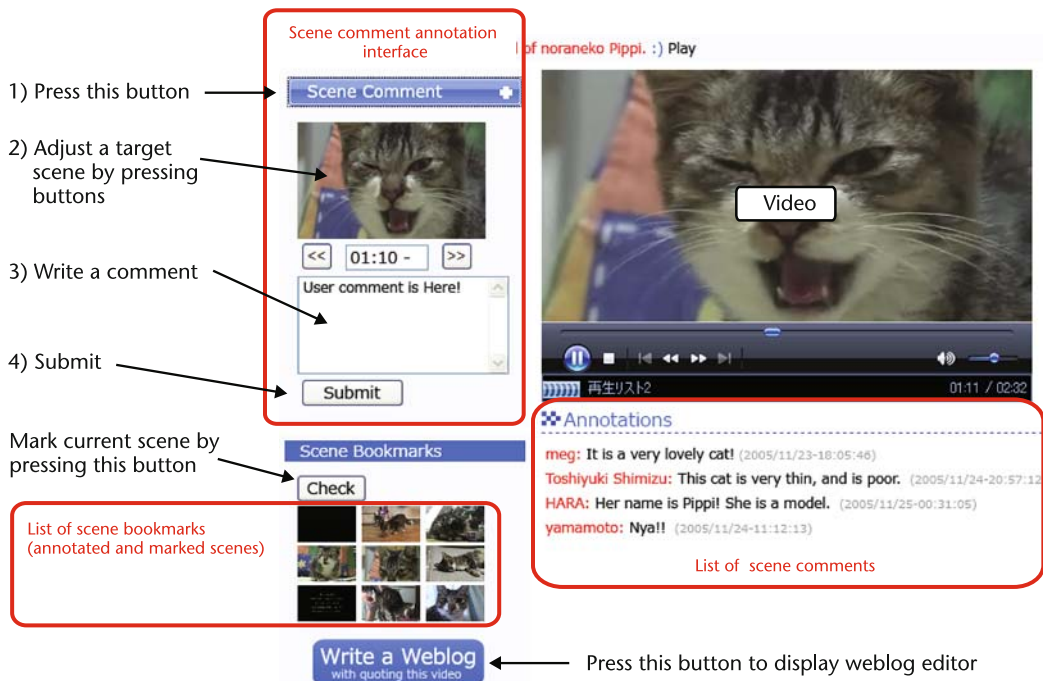 Scene comment annotation
interface
l of noraneko Pippi. :) Play
1) Press this button
Scene Comment
2) Adjust a target
scene by pressing
buttons
Video
<< 01:10 - >>
3) Write a comment
User comment is Here!
4) Submit
Submit
再生リスト2 01:11 / 02:32
Annotations
meg: It is a very lovely cat! (2005/11/23-18:05:46)
Toshiyuki Shimizu: This cat is very thin, and is poor. (2005/11/24-20:57:12
HARA: Her name is Pippi! She is a model. (2005/11/25-00:31:05)
yamamoto: Nya!! (2005/11/24-11:12:13)
List of scene comments
Mark current scene by
pressing this button
Scene Bookmarks
Check
List of scene bookmarks
(annotated and marked scenes)
Write a Weblog
with quoting this video
Press this button to display weblog editor